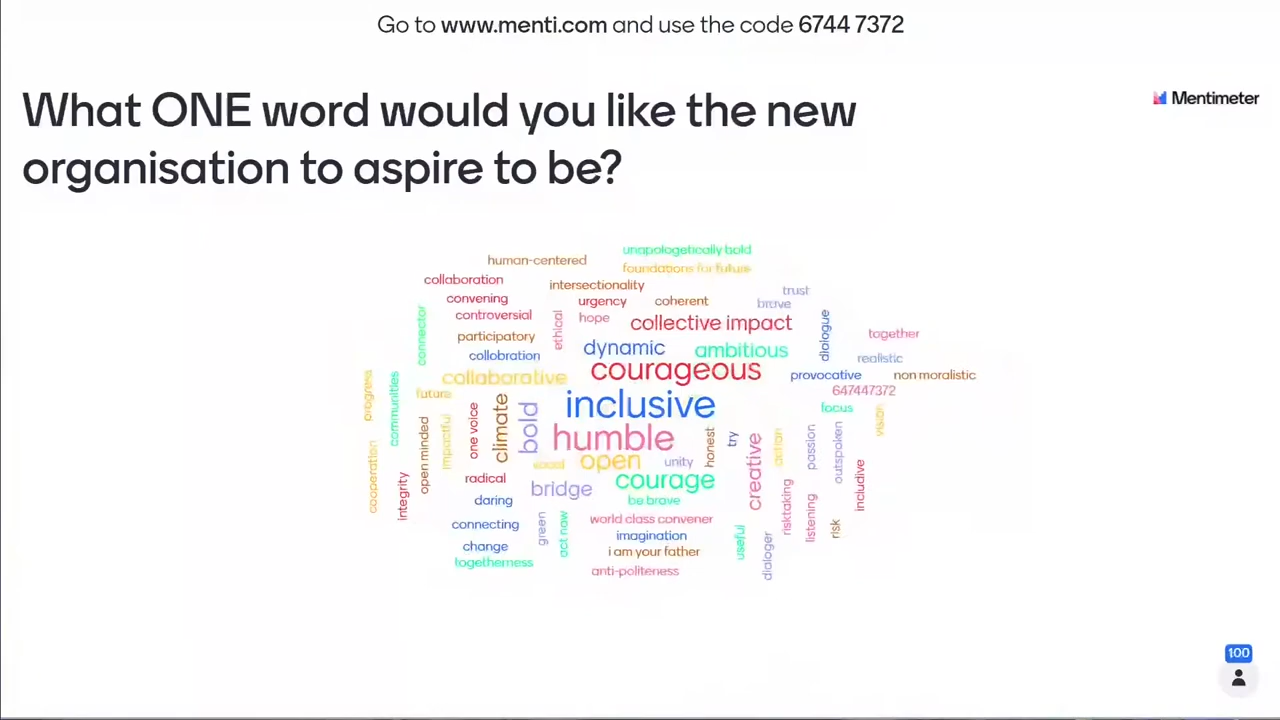 Go to www.menti.com and use the code 6744 7372
Mentimeter
What ONE word would you like the new
organisation to aspire to be?
unapologetically bold
human-centered
foundations for future
collaboration
intersectionality
trust
convening
urgency
coherent
brave
controversial
ethical
hope
collective impact
connector
dialogue
together
participatory
dynamic
ambitious
collobration
realistic
courageous
collaborative
provocative
non moralistic
progress
communities
future
647447372
inclusive
focus
vision
open minded
impactful
one voice
climate
bold
humble
honest
try
creative
action
passion
outspoken
cooperation
integrity
open
unity
includive
radical
courage
bridge
daring
be brave
risktaking
listening
risk
connecting
green
act now
world class convener
useful
dialoger
imagination
change
i am your father
togetherness
anti-politeness
100